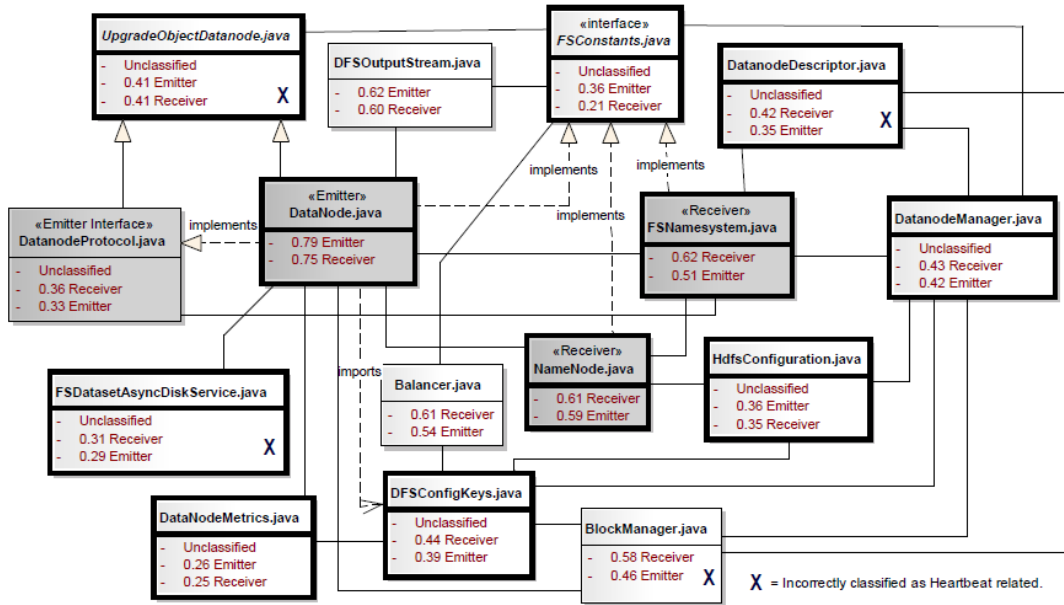 UpgradeObjectDatanode.java
- Unclassified
- 0.41 Emitter
- 0.41 Receiver
X
DFSOutputStream.java
- 0.62 Emitter
- 0.60 Receiver
«interface»
FSConstants.java
- Unclassified
- 0.36 Emitter
- 0.21 Receiver
DatanodeDescriptor.java
- Unclassified
- 0.42 Receiver
- 0.35 Emitter
X
implements
implements
implements
implements
«Emitter Interface»
DatanodeProtocol.java
- Unclassified
- 0.36 Receiver
- 0.33 Emitter
«Emitter»
DataNode.java
- 0.79 Emitter
- 0.75 Receiver
«Receiver»
FSNamesystem.java
- 0.62 Receiver
- 0.51 Emitter
DatanodeManager.java
- Unclassified
- 0.43 Receiver
- 0.42 Emitter
FSDatasetAsyncDiskService.java
- Unclassified
- 0.31 Receiver
- 0.29 Emitter
X
imports
Balancer.java
- 0.61 Receiver
- 0.54 Emitter
«Receiver»
NameNode.java
- 0.61 Receiver
- 0.59 Emitter
HdfsConfiguration.java
- Unclassified
- 0.36 Emitter
- 0.35 Receiver
DataNodeMetrics.java
- Unclassified
- 0.26 Emitter
- 0.25 Receiver
DFSConfigKeys.java
- Unclassified
- 0.44 Receiver
- 0.39 Emitter
BlockManager.java
- 0.58 Receiver
- 0.46 Emitter
X
X = Incorrectly classified as Heartbeat related.